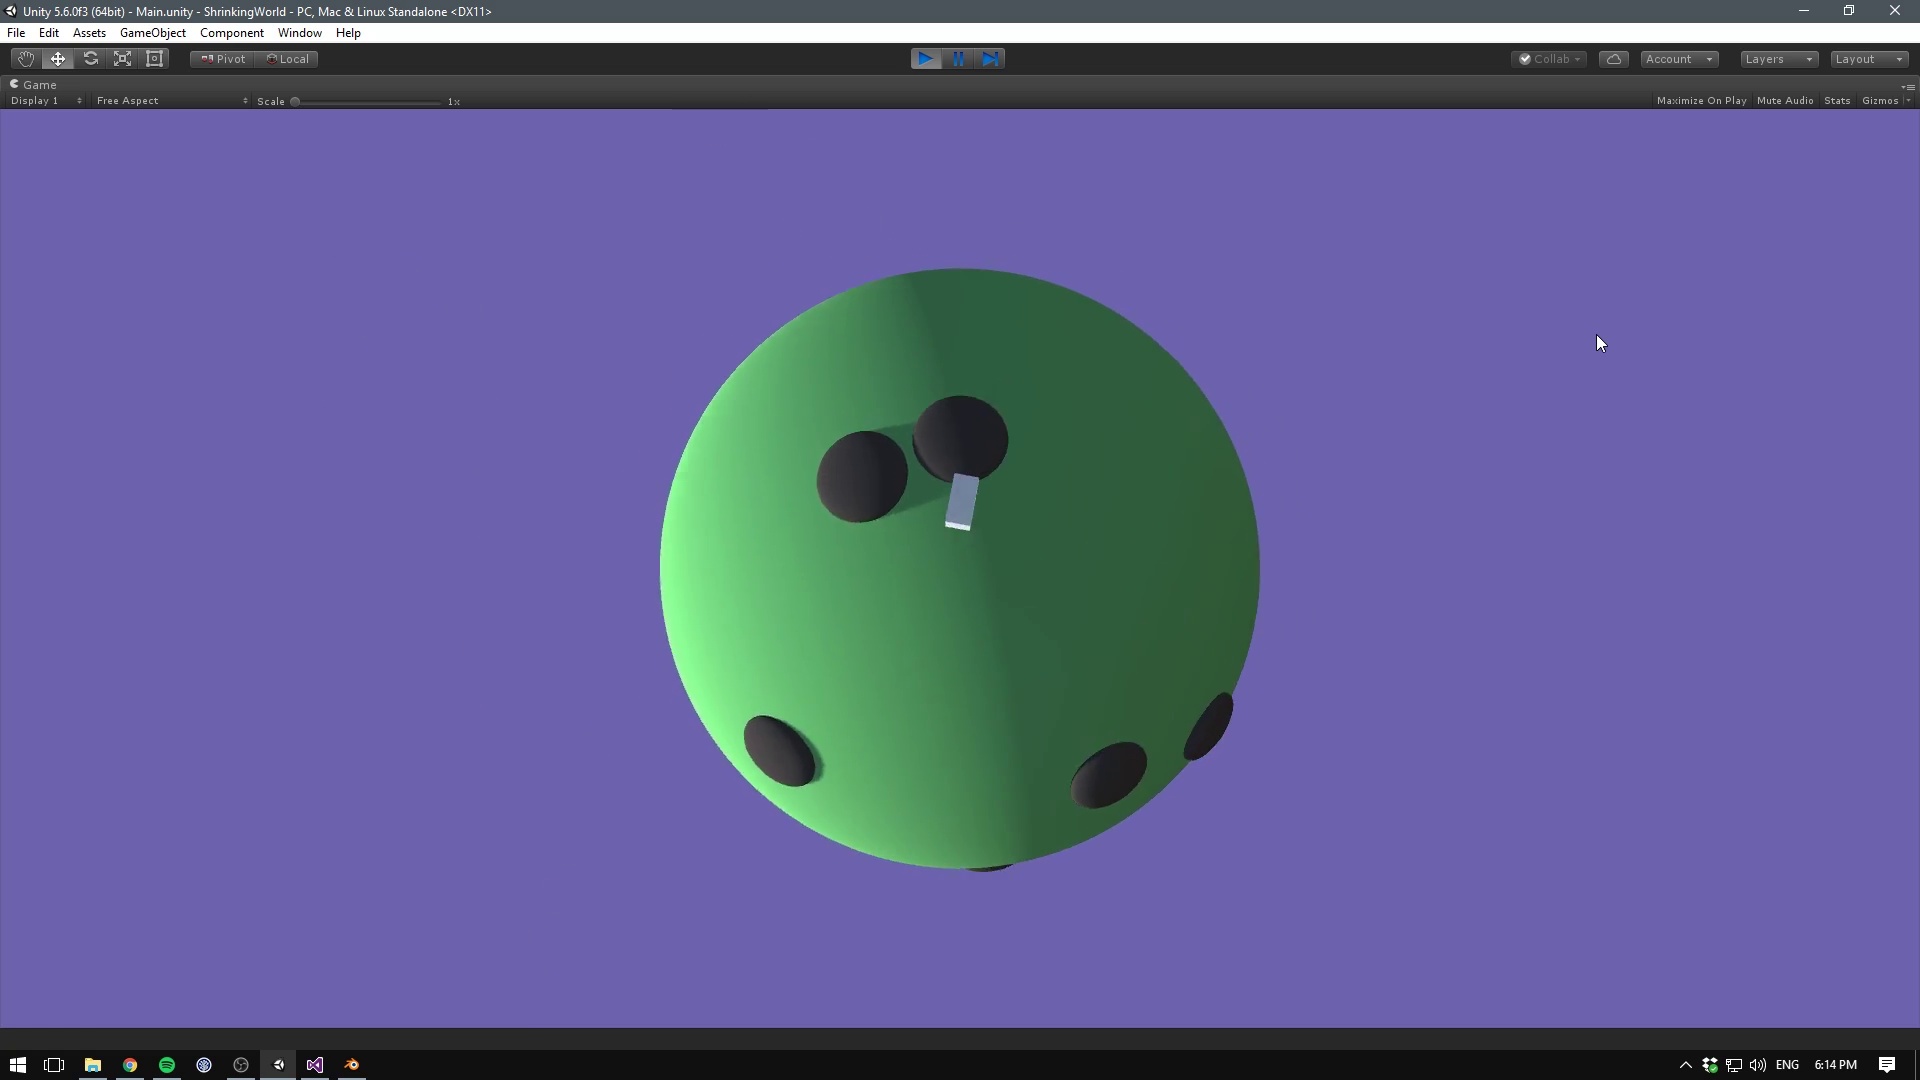 Unity 5.6.0f3 (64bit) - Main.unity - ShrinkingWorld - PC, Mac & Linux Standalone <DX11>
File Edit Assets GameObject Component Window Help
Pivot Local Collab Account Layers Layout
Game
Display 1 Free Aspect Scale 1x Maximize On Play Mute Audio Stats Gizmos
ENG 6:14 PM